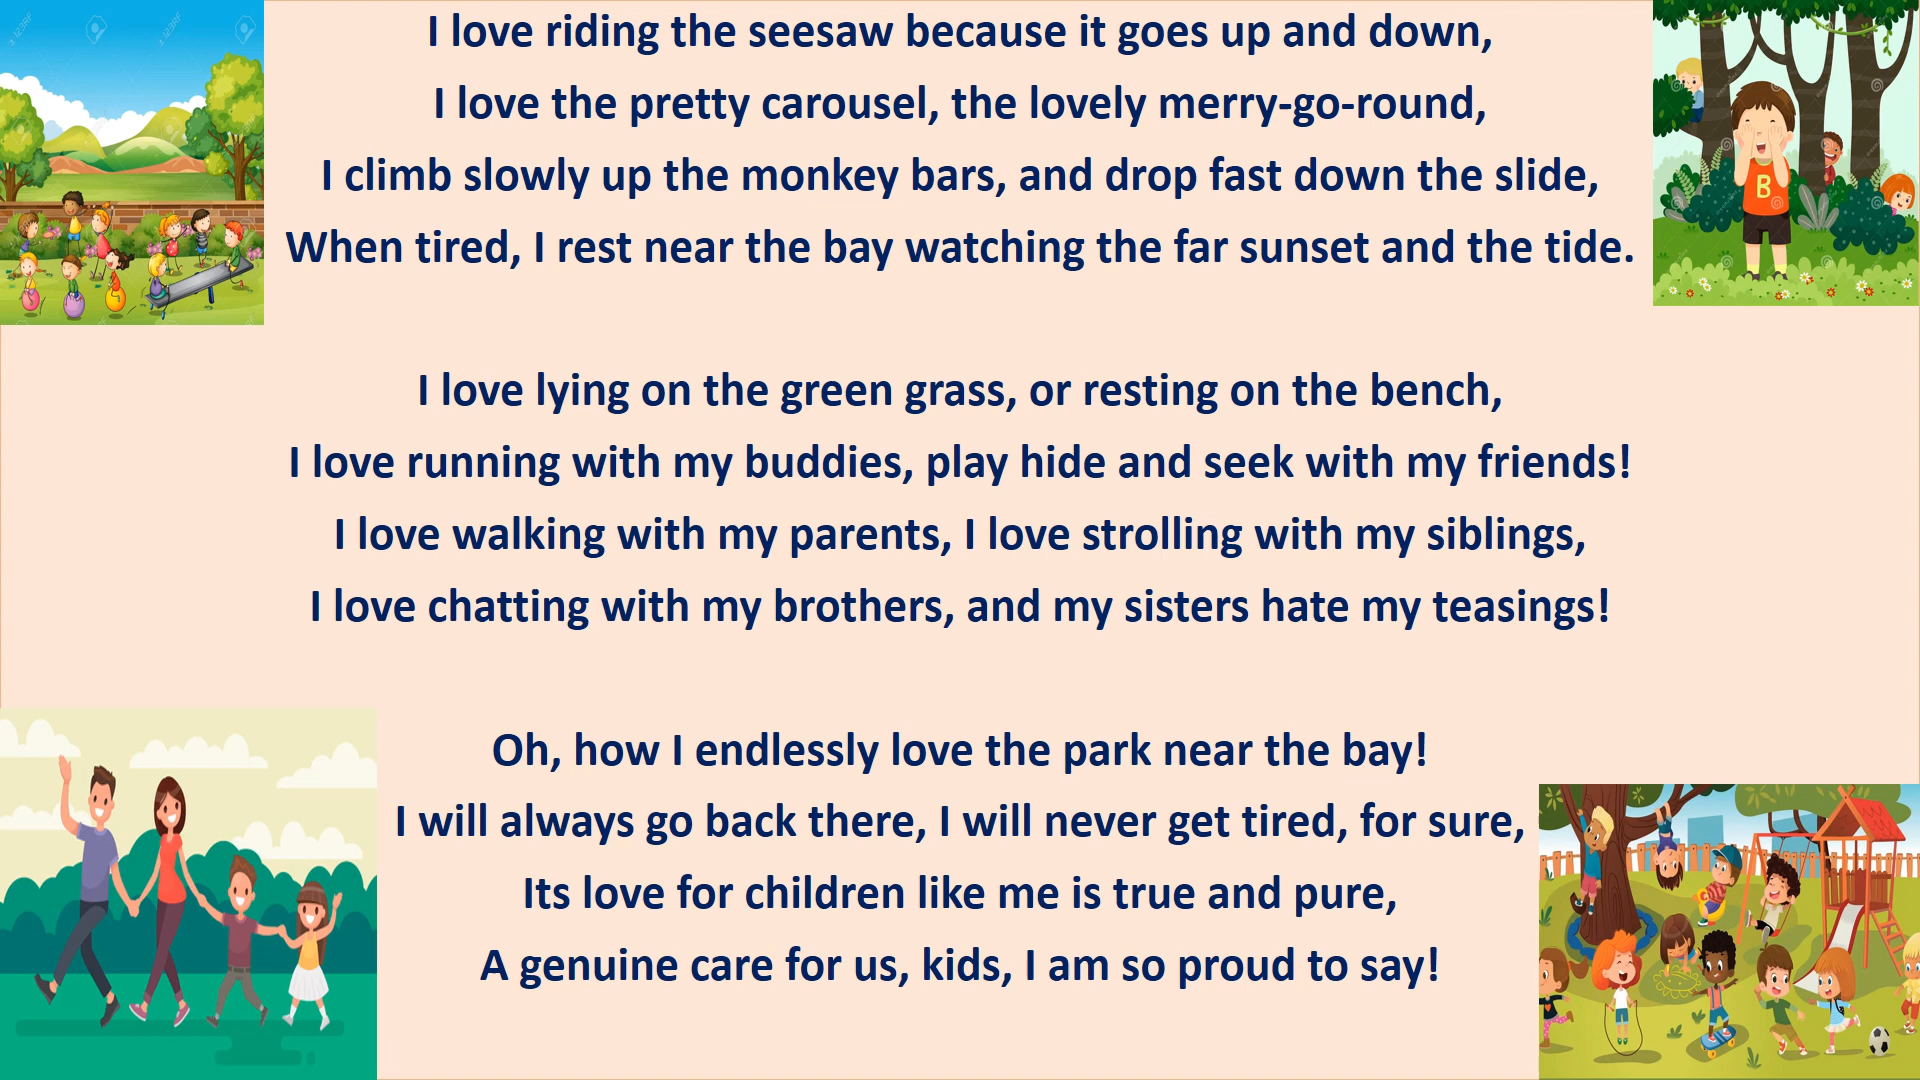 I love riding the seesaw because it goes up and down,
I love the pretty carousel, the lovely merry-go-round,
I climb slowly up the monkey bars, and drop fast down the slide,
When tired, I rest near the bay watching the far sunset and the tide.
I love lying on the green grass, or resting on the bench,
I love running with my buddies, play hide and seek with my friends!
I love walking with my parents, I love strolling with my siblings,
I love chatting with my brothers, and my sisters hate my teasings!
Oh, how I endlessly love the park near the bay!
I will always go back there, I will never get tired, for sure,
Its love for children like me is true and pure,
A genuine care for us, kids, I am so proud to say!
B